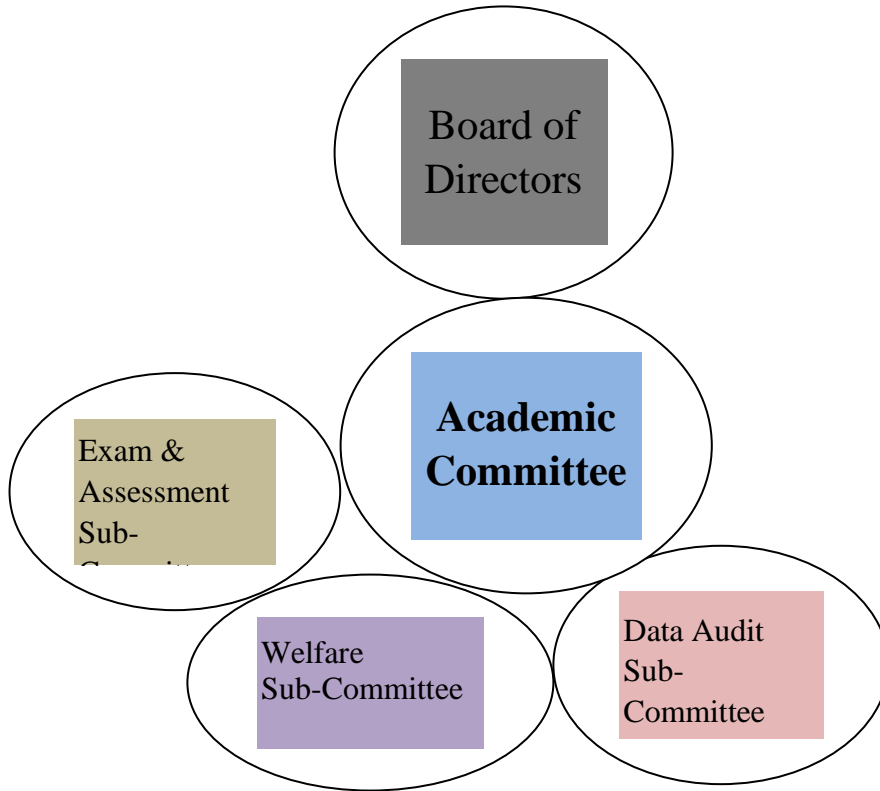 Board of
Directors
Academic
Committee
Exam &
Assessment
Sub-
Welfare
Sub-Committee
Data Audit
Sub-
Committee